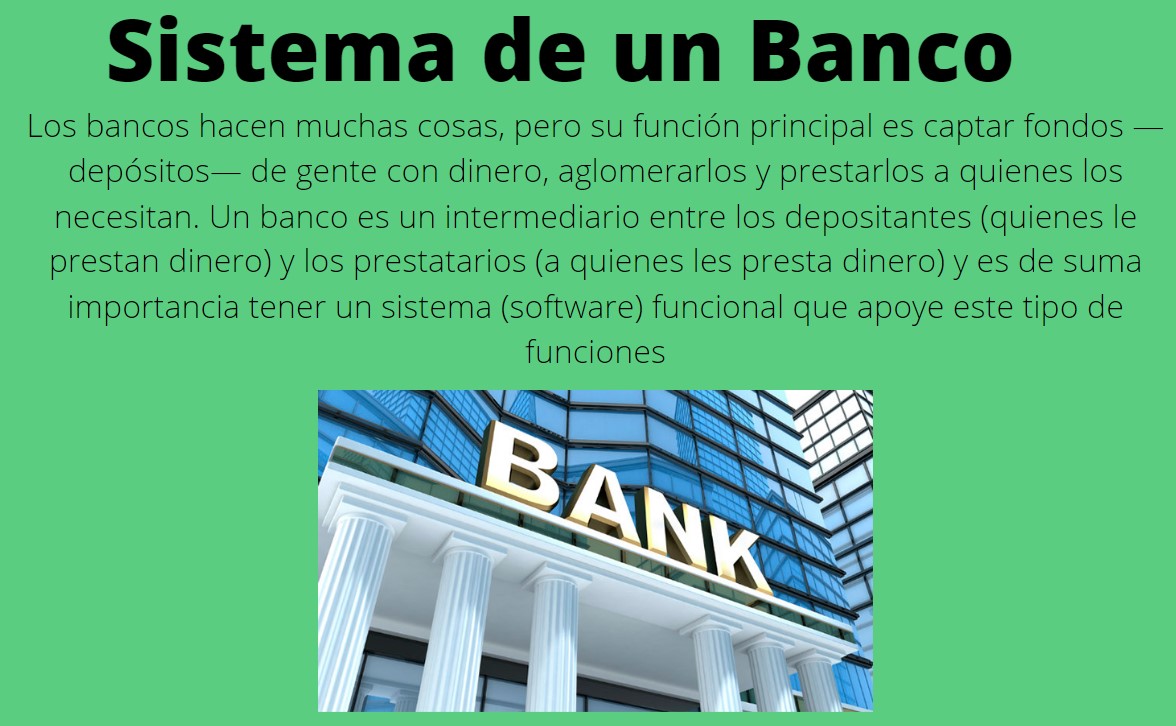 Sistema de un Banco
Los bancos hacen muchas cosas, pero su función principal es captar fondos —
depósitos— de gente con dinero, aglomerarlos y prestarlos a quienes los
necesitan. Un banco es un intermediario entre los depositantes (quienes le
prestan dinero) y los prestatarios (a quienes les presta dinero) y es de suma
importancia tener un sistema (software) funcional que apoye este tipo de
funciones
BANK